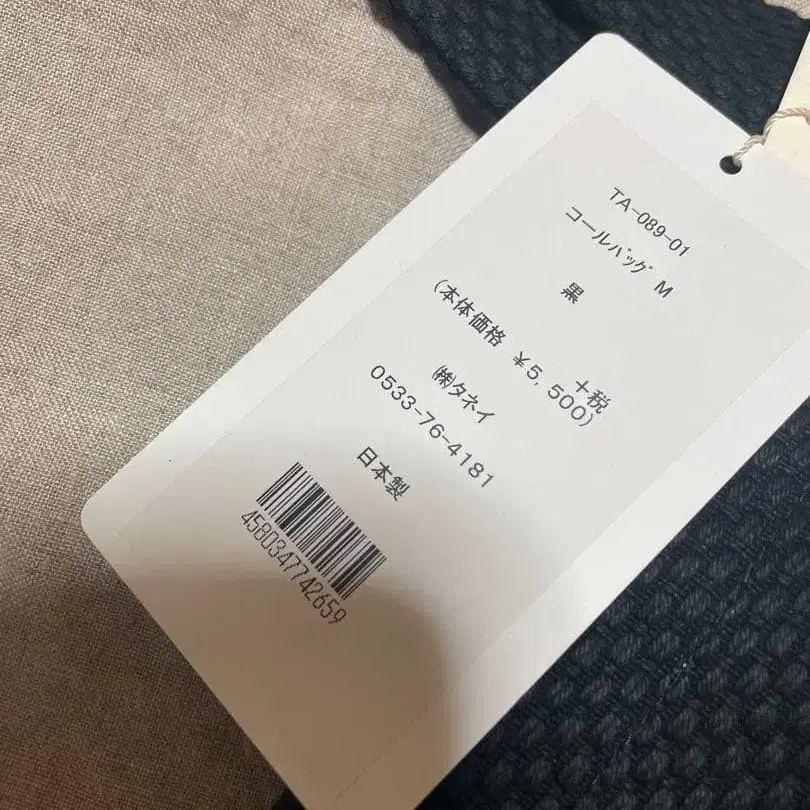 TA-089-01
コールバッグ M
黒
+税
(本体価格 ¥5,500)
㈱タネイ
0533-76-4181
日本製
4580347742659